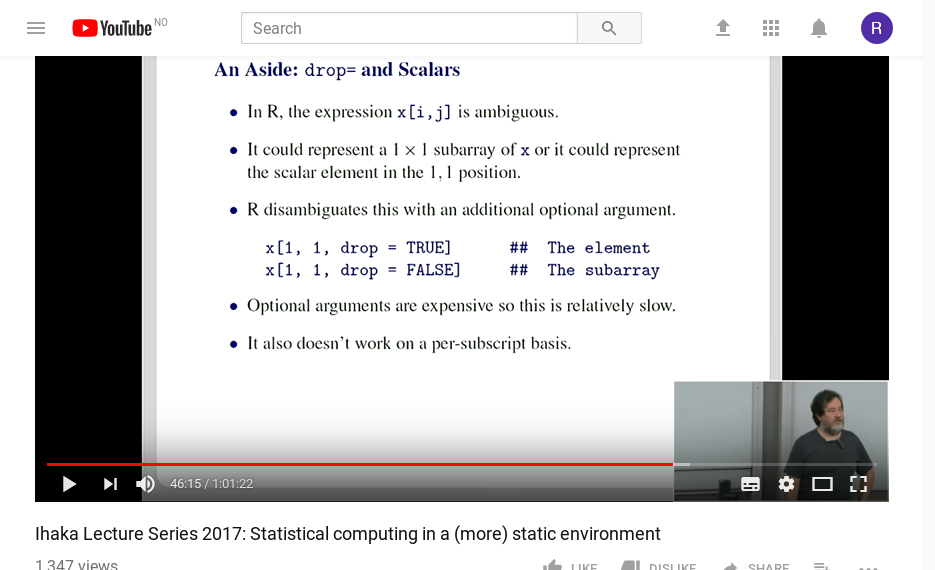 YouTube NO
Search
R
An Aside: drop= and Scalars
• In R, the expression x[i,j] is ambiguous.
• It could represent a 1 × 1 subarray of x or it could represent
the scalar element in the 1,1 position.
• R disambiguates this with an additional optional argument.
x[1, 1, drop = TRUE] ## The element
x[1, 1, drop = FALSE] ## The subarray
• Optional arguments are expensive so this is relatively slow.
• It also doesn't work on a per-subscript basis.
46:15 / 1:01:22
Ihaka Lecture Series 2017: Statistical computing in a (more) static environment
1,347 views
LIKE DISLIKE SHARE